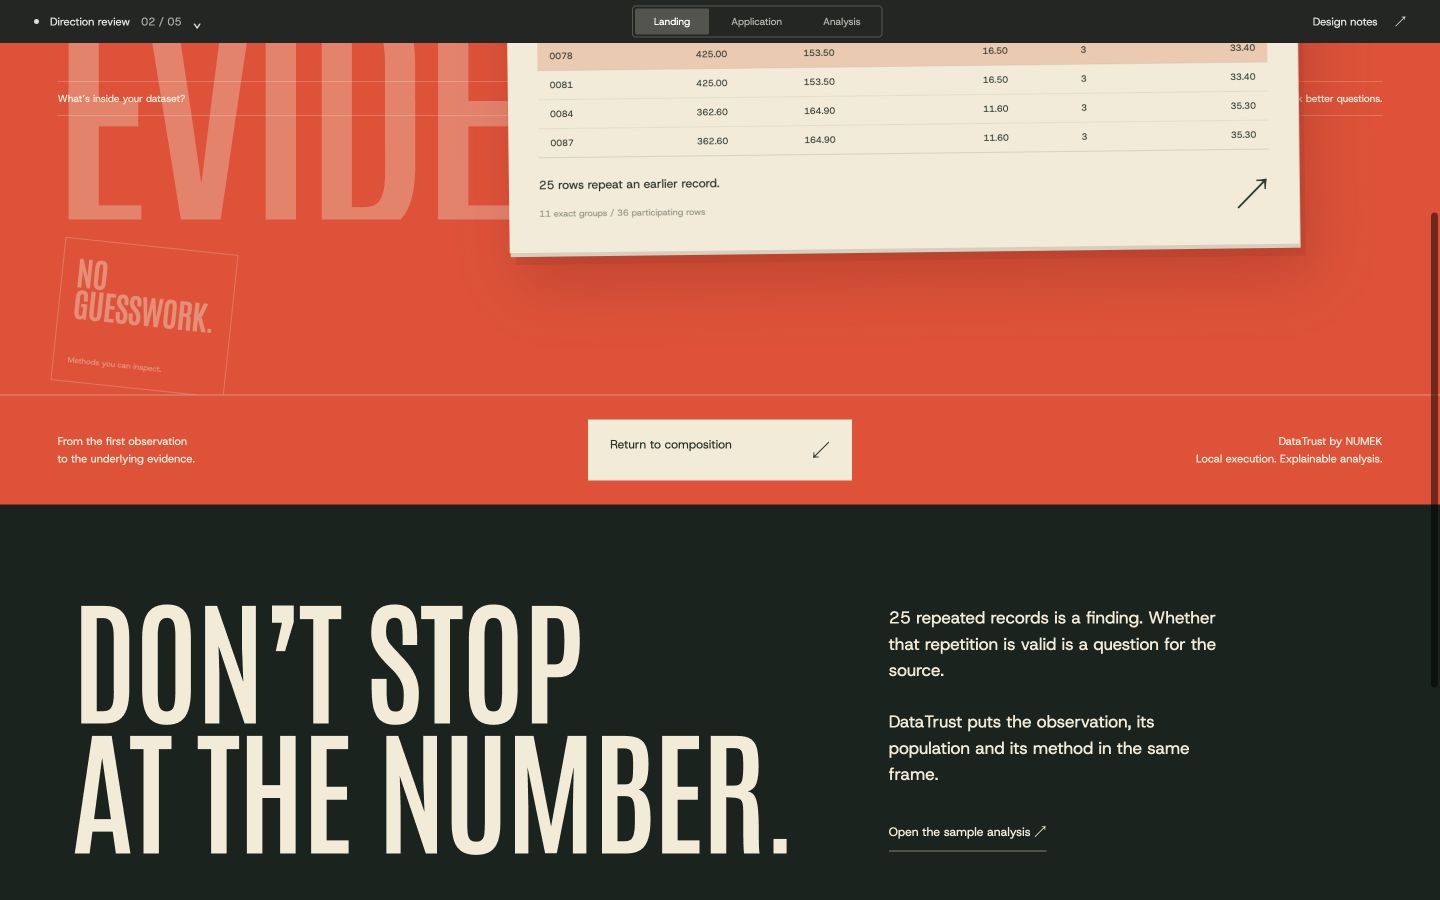 Direction review 02 / 05
Landing Application Analysis
Design notes
EVIDE
What's inside your dataset?
better questions.
0078 425.00 153.50 16.50 3 33.40
0081 425.00 153.50 16.50 3 33.40
0084 362.60 164.90 11.60 3 35.30
0087 362.60 164.90 11.60 3 35.30
25 rows repeat an earlier record.
11 exact groups / 36 participating rows
NO
GUESSWORK.
Methods you can inspect.
From the first observation
to the underlying evidence.
Return to composition
DataTrust by NUMEK
Local execution. Explainable analysis.
DON’T STOP
AT THE NUMBER.
25 repeated records is a finding. Whether
that repetition is valid is a question for the
source.
DataTrust puts the observation, its
population and its method in the same
frame.
Open the sample analysis